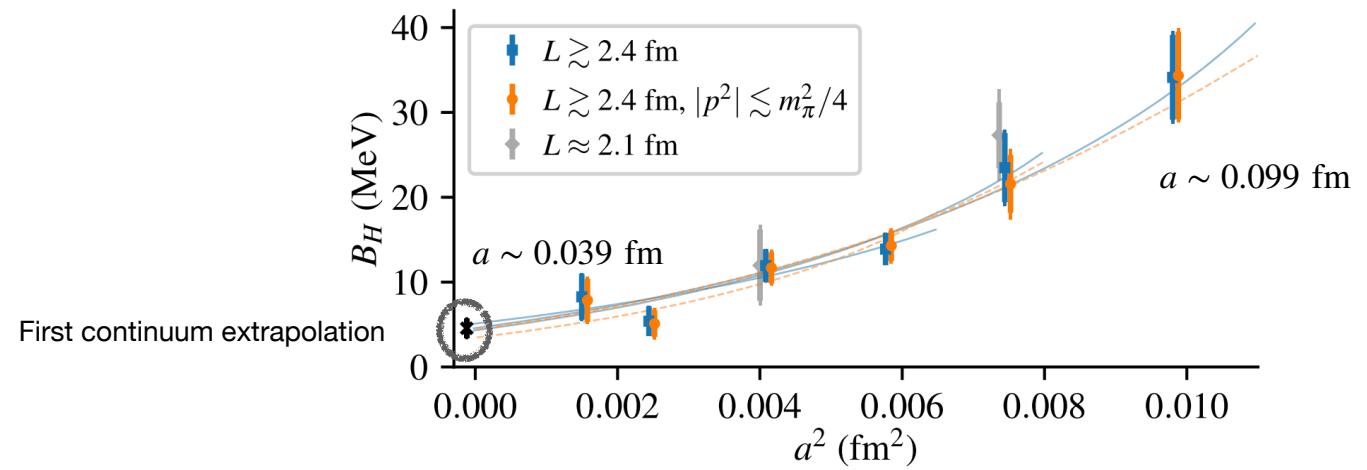 40
30
20
10
0
B_H (MeV)
L ≳ 2.4 fm
L ≳ 2.4 fm, |p²| ≲ m_π²/4
L ≈ 2.1 fm
a ∼ 0.099 fm
a ∼ 0.039 fm
First continuum extrapolation
0.000 0.002 0.004 0.006 0.008 0.010
a² (fm²)